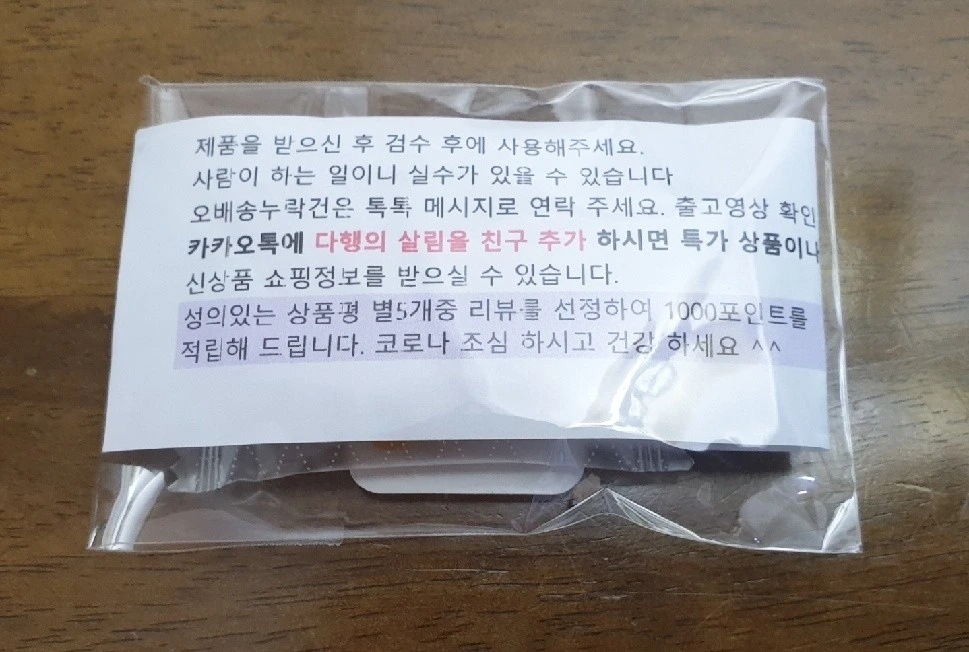 제품을 받으신 후 검수 후에 사용해주세요.
사람이 하는 일이니 실수가 있을 수 있습니다
오배송누락건은 톡톡 메시지로 연락 주세요. 출고영상 확인
카카오톡에 다행의 살림을 친구 추가 하시면 특가 상품이나
신상품 쇼핑정보를 받으실 수 있습니다.
성의있는 상품평 별5개중 리뷰를 선정하여 1000포인트를
적립해 드립니다. 코로나 조심 하시고 건강 하세요 ^^